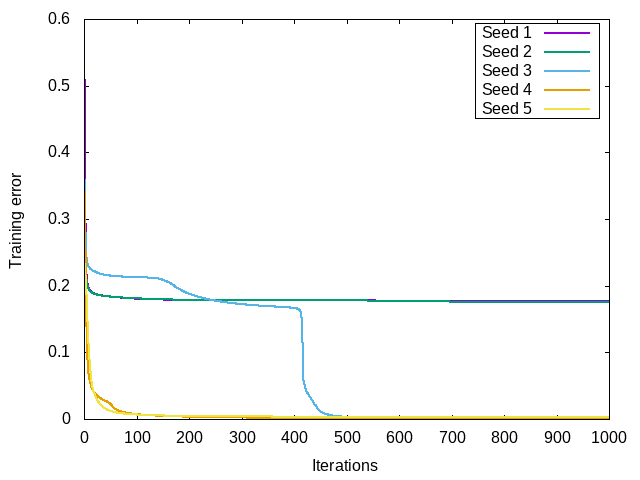 0.6
0.5
0.4
0.3
0.2
0.1
0
Training error
Seed 1
Seed 2
Seed 3
Seed 4
Seed 5
0 100 200 300 400 500 600 700 800 900 1000
Iterations